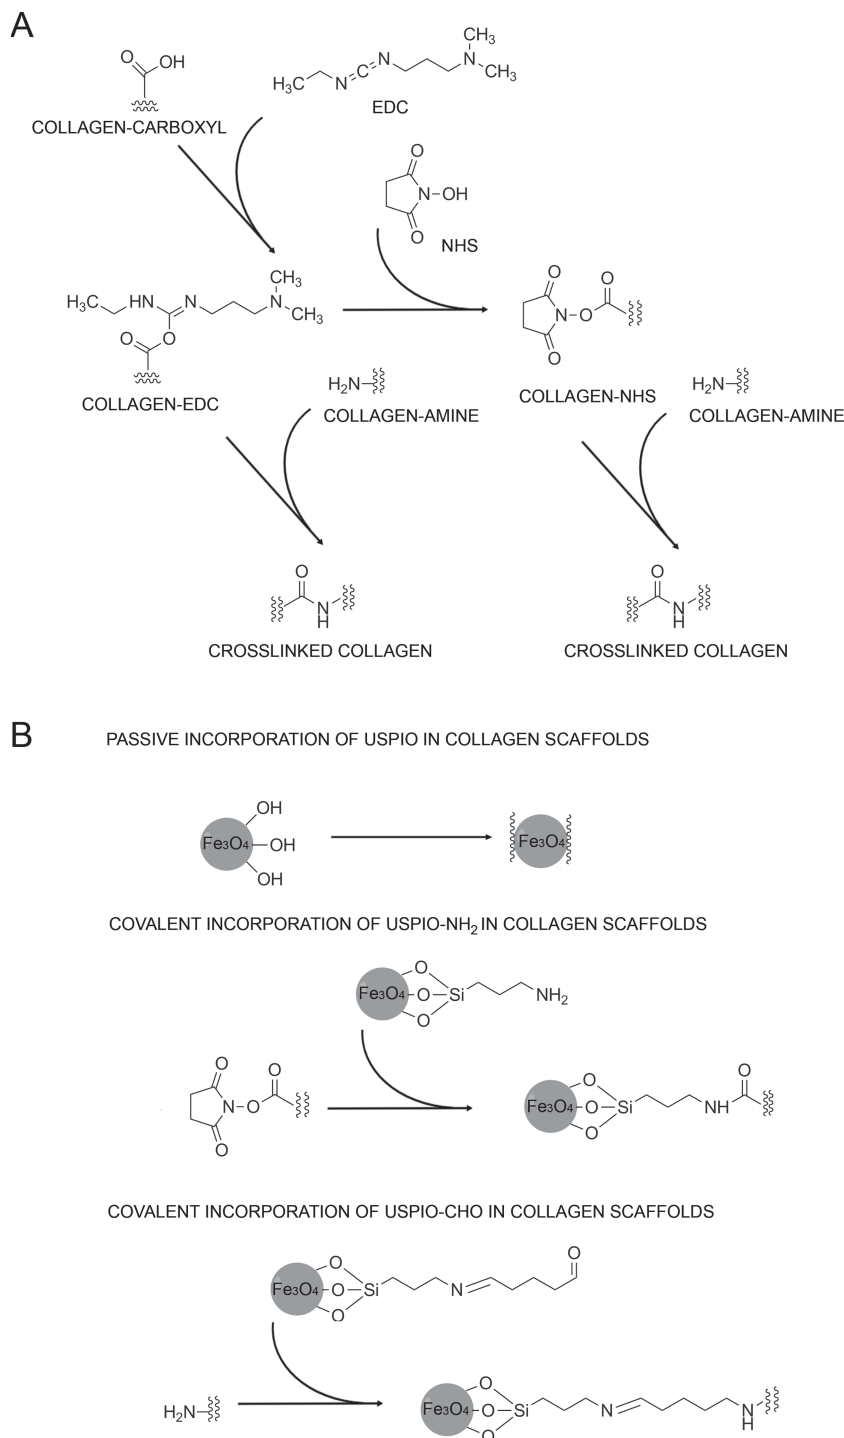 A
O
OH
COLLAGEN-CARBOXYL
H3C
N
C
N
N
CH3
CH3
EDC
O
N
OH
O
NHS
H3C
HN
N
N
CH3
CH3
O
O
COLLAGEN-EDC
O
N
O
O
O
COLLAGEN-NHS
H2N
COLLAGEN-AMINE
H2N
COLLAGEN-AMINE
O
N
H
CROSSLINKED COLLAGEN
O
N
H
CROSSLINKED COLLAGEN
B
PASSIVE INCORPORATION OF USPIO IN COLLAGEN SCAFFOLDS
Fe3O4
OH
OH
OH
Fe3O4
COVALENT INCORPORATION OF USPIO-NH2 IN COLLAGEN SCAFFOLDS
Fe3O4
O
O
O
Si
NH2
O
N
O
O
O
Fe3O4
O
O
O
Si
NH
O
COVALENT INCORPORATION OF USPIO-CHO IN COLLAGEN SCAFFOLDS
Fe3O4
O
O
O
Si
N
O
H2N
Fe3O4
O
O
O
Si
N
N
H